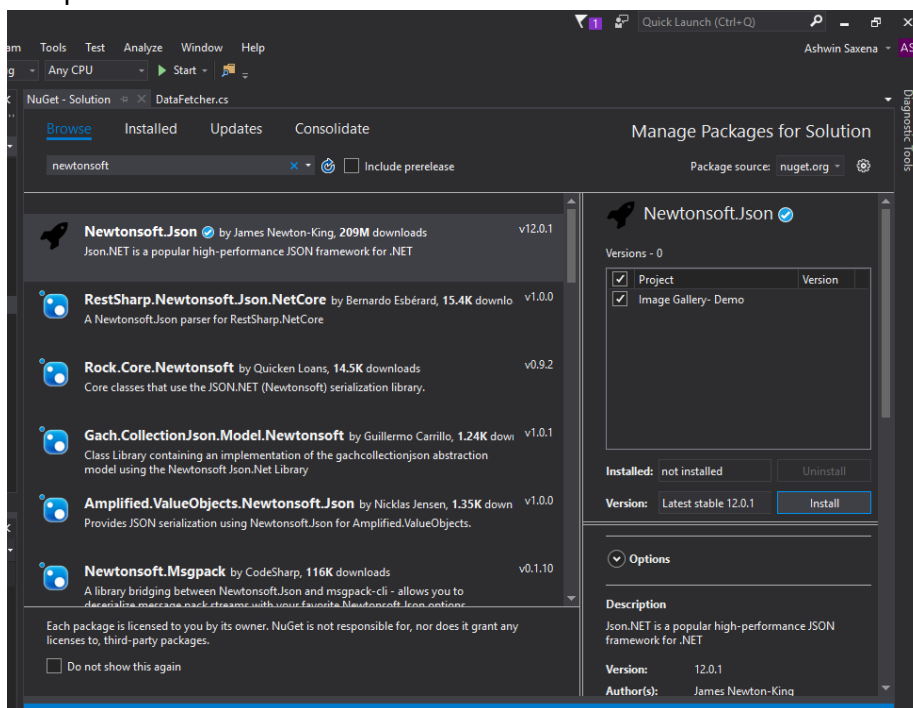 1 Quick Launch (Ctrl+Q)
Tools Test Analyze Window Help Ashwin Saxena AS
Any CPU Start
NuGet - Solution DataFetcher.cs
Diagnostic Tools
Browse Installed Updates Consolidate Manage Packages for Solution
newtonsoft Include prerelease Package source: nuget.org
Newtonsoft.Json by James Newton-King, 209M downloads v12.0.1
Json.NET is a popular high-performance JSON framework for .NET
RestSharp.Newtonsoft.Json.NetCore by Bernardo Esbérard, 15.4K downlo v1.0.0
A Newtonsoft.Json parser for RestSharp.NetCore
Rock.Core.Newtonsoft by Quicken Loans, 14.5K downloads v0.9.2
Core classes that use the JSON.NET (Newtonsoft) serialization library.
Gach.CollectionJson.Model.Newtonsoft by Guillermo Carrillo, 1.24K dow v1.0.1
Class Library containing an implementation of the gachcollectionjson abstraction
model using the Newtonsoft Json.Net Library
Amplified.ValueObjects.Newtonsoft.Json by Nicklas Jensen, 1.35K down v1.0.0
Provides JSON serialization using Newtonsoft.Json for Amplified.ValueObjects.
Newtonsoft.Msgpack by CodeSharp, 116K downloads v0.1.10
A library bridging between Newtonsoft.Json and msgpack-cli - allows you to
deserialize message pack streams with your favorite Newtonsoft.Json options
Each package is licensed to you by its owner. NuGet is not responsible for, nor does it grant any
licenses to, third-party packages.
Do not show this again
Newtonsoft.Json
Versions - 0
Project Version
Image Gallery- Demo
Installed: not installed Uninstall
Version: Latest stable 12.0.1 Install
Options
Description
Json.NET is a popular high-performance JSON
framework for .NET
Version: 12.0.1
Author(s): James Newton-King